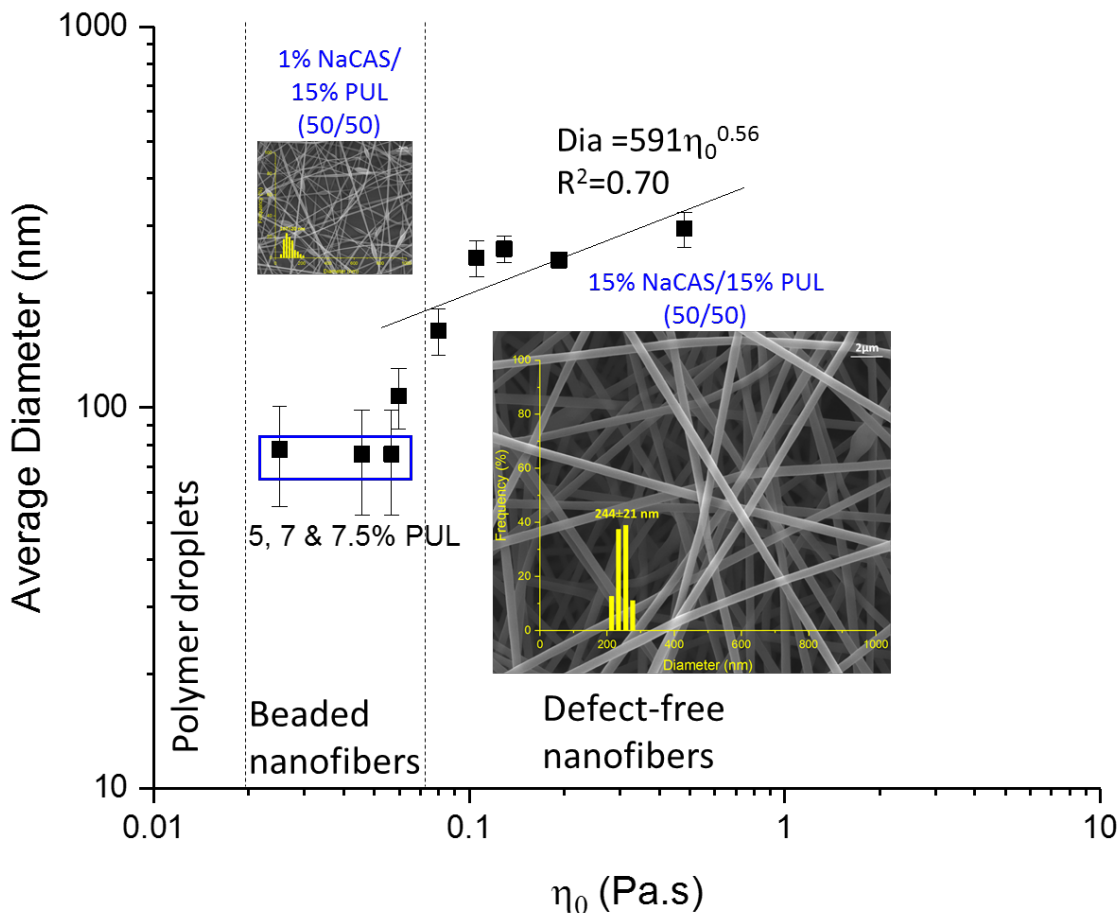 1000
100
10
Average Diameter (nm)
1% NaCAS/
15% PUL
(50/50)
Dia =591η₀^0.56
R²=0.70
15% NaCAS/15% PUL
(50/50)
2μm
100
80
60
40
20
0
Frequency (%)
244±21 nm
0
200
400
600
800
1000
Diameter (nm)
5, 7 & 7.5% PUL
Polymer droplets
Beaded
nanofibers
Defect-free
nanofibers
0.01
0.1
1
10
η₀ (Pa.s)